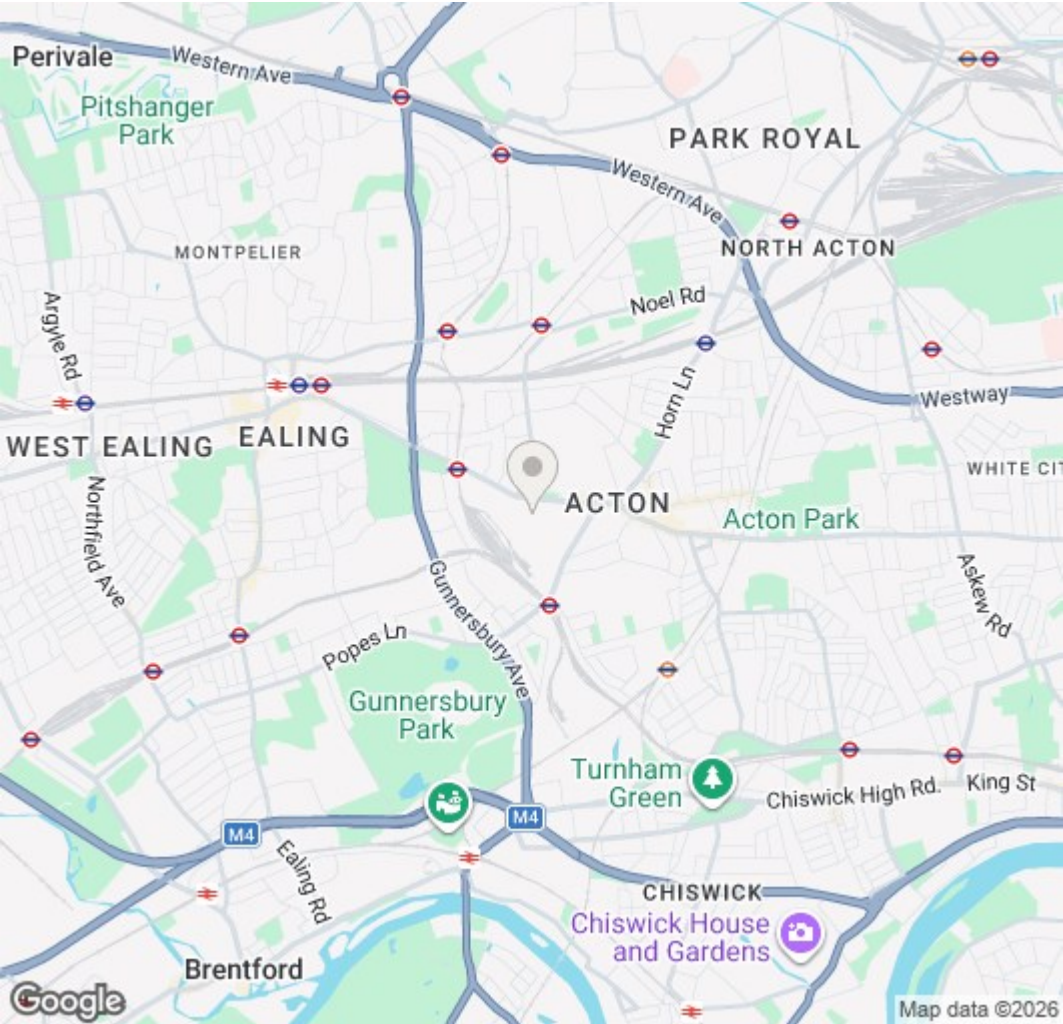 Perivale
Western Ave
Pitshanger
Park
PARK ROYAL
Western Ave
MONTPELIER
NORTH ACTON
Argyle Rd
Noel Rd
Horn Ln
Westway
WEST EALING
EALING
WHITE CIT
ACTON
Acton Park
Northfield Ave
Askew Rd
Gunnersbury Ave
Popes Ln
Gunnersbury
Park
Turnham
Green
Chiswick High Rd.
King St
M4
M4
Ealing Rd
CHISWICK
Chiswick House
and Gardens
Brentford
Google
Map data ©2026